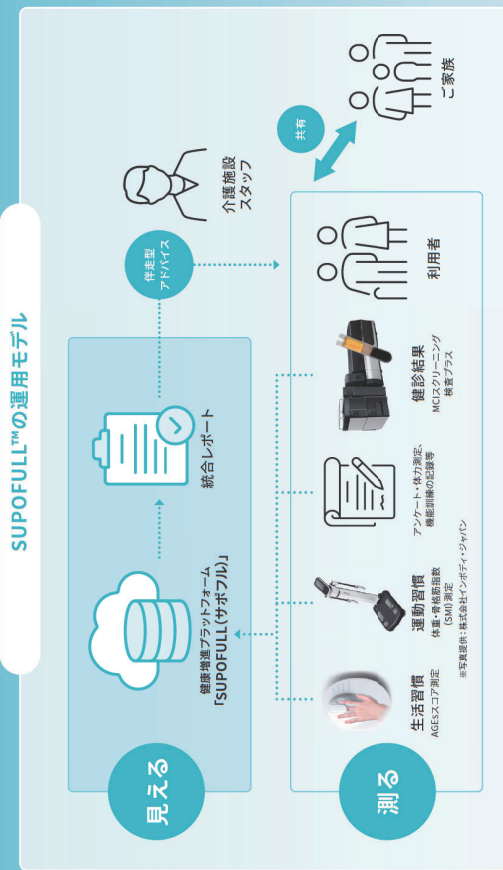 SUPOFULL™の運用モデル
見える
健康増進プラットフォーム
「SUPOFULL(サポフル)」
統合レポート
伴走型
アドバイス
介護施設
スタッフ
測る
生活習慣
AGEsスコア測定
運動習慣
体重・骨格筋指数
(SMI)測定
※写真提供:株式会社インボディ・ジャパン
アンケート・体力測定、
機能訓練の記録等
健診結果
MCIスクリーニング
検査プラス
利用者
共有
ご家族